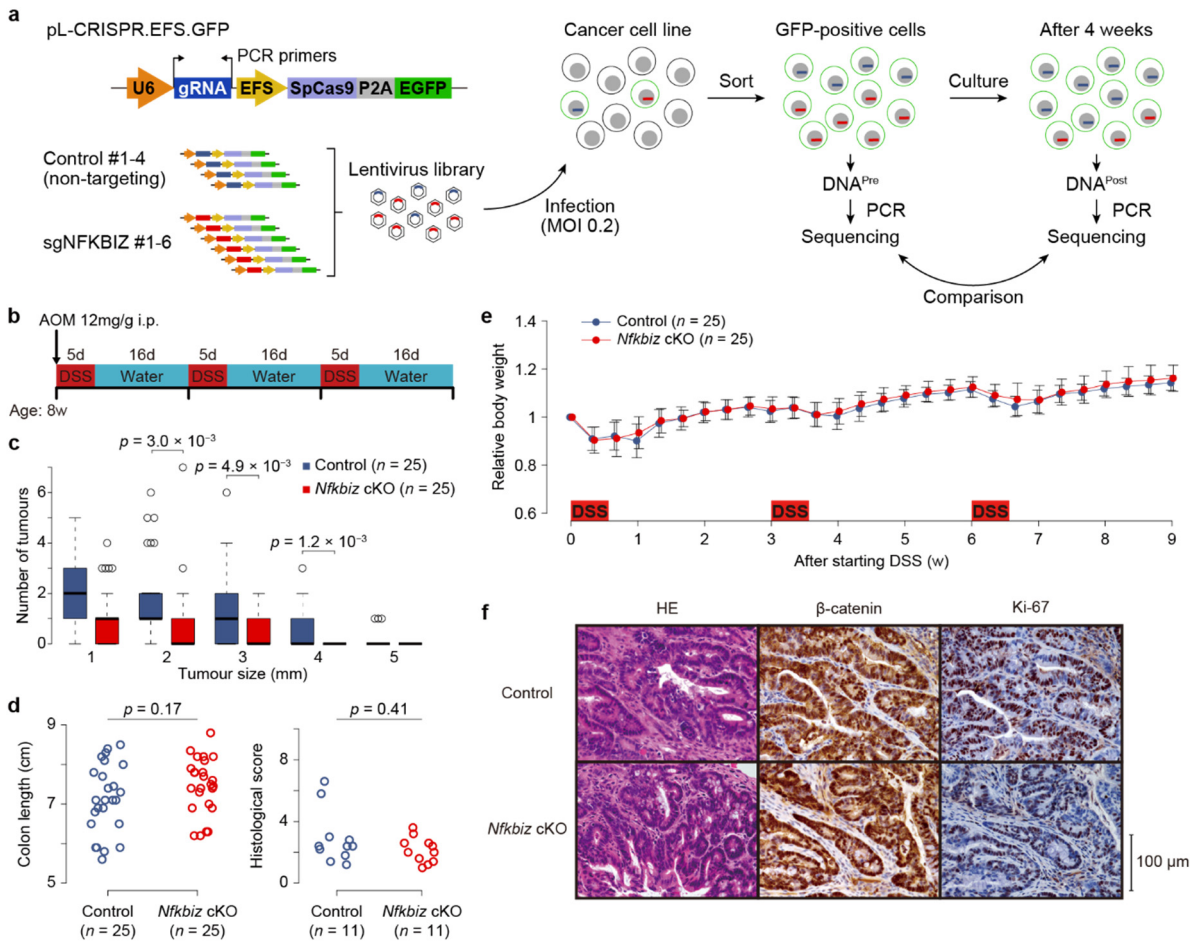 a
pL-CRISPR.EFS.GFP
PCR primers
U6 gRNA EFS SpCas9 P2A EGFP
Control #1-4
(non-targeting)
sgNFKBIZ #1-6
Lentivirus library
Infection
(MOI 0.2)
Cancer cell line
Sort
GFP-positive cells
Culture
After 4 weeks
DNAPre
PCR
Sequencing
DNAPost
PCR
Sequencing
Comparison
b
AOM 12mg/g i.p.
5d 16d 5d 16d 5d 16d
DSS Water DSS Water DSS Water
Age: 8w
c
p = 3.0 × 10⁻³
p = 4.9 × 10⁻³
p = 1.2 × 10⁻³
Control (n = 25)
Nfkbiz cKO (n = 25)
Number of tumours
6
4
2
0
1 2 3 4 5
Tumour size (mm)
d
p = 0.17
Colon length (cm)
9
7
5
Control
(n = 25)
Nfkbiz cKO
(n = 25)
p = 0.41
Histological score
8
4
0
Control
(n = 11)
Nfkbiz cKO
(n = 11)
e
Control (n = 25)
Nfkbiz cKO (n = 25)
Relative body weight
1.4
1.2
1
0.8
0.6
DSS DSS DSS
0 1 2 3 4 5 6 7 8 9
After starting DSS (w)
f
HE β-catenin Ki-67
Control
Nfkbiz cKO
100 μm